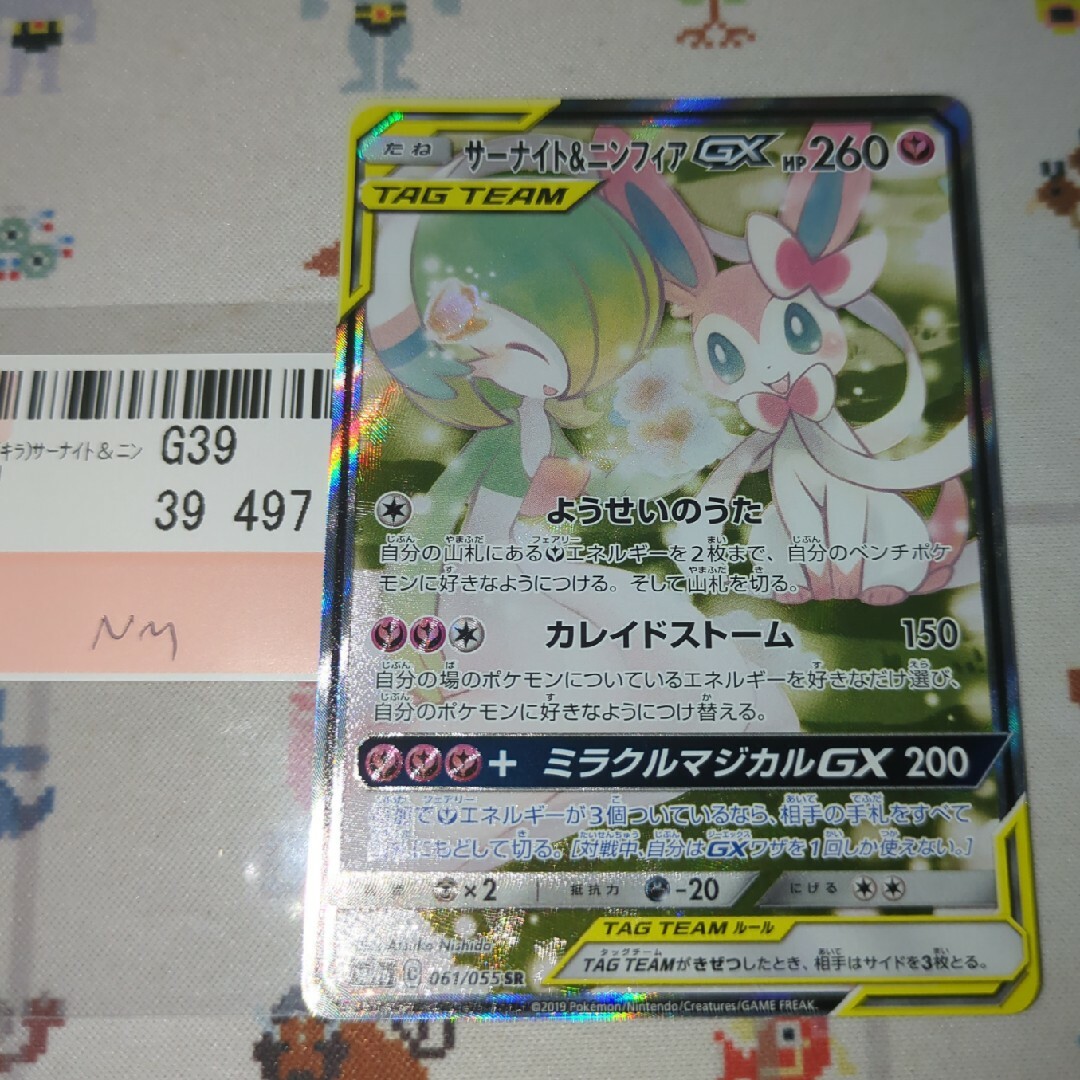 たね サーナイト&ニンフィアGX HP260
TAG TEAM
キラ)サーナイト&ニン G39
39 497
NM
ようせいのうた
自分の山札にあるエネルギーを2枚まで、自分のベンチポケ
モンに好きなようにつける。そして山札を切る。
カレイドストーム 150
自分の場のポケモンについているエネルギーを好きなだけ選び、
自分のポケモンに好きなようにつけ替える。
+ ミラクルマジカルGX 200
エネルギーが3個ついているなら、相手の手札をすべて
にもどして切る。[対戦中、自分はGXワザを1回しか使えない。]
×2 抵抗力 -20 にげる
Atsuko Nishida
TAG TEAM ルール
TAG TEAMがきぜつしたとき、相手はサイドを3枚とる。
C 061/055 SR
©2019 Pokémon/Nintendo/Creatures/GAME FREAK.